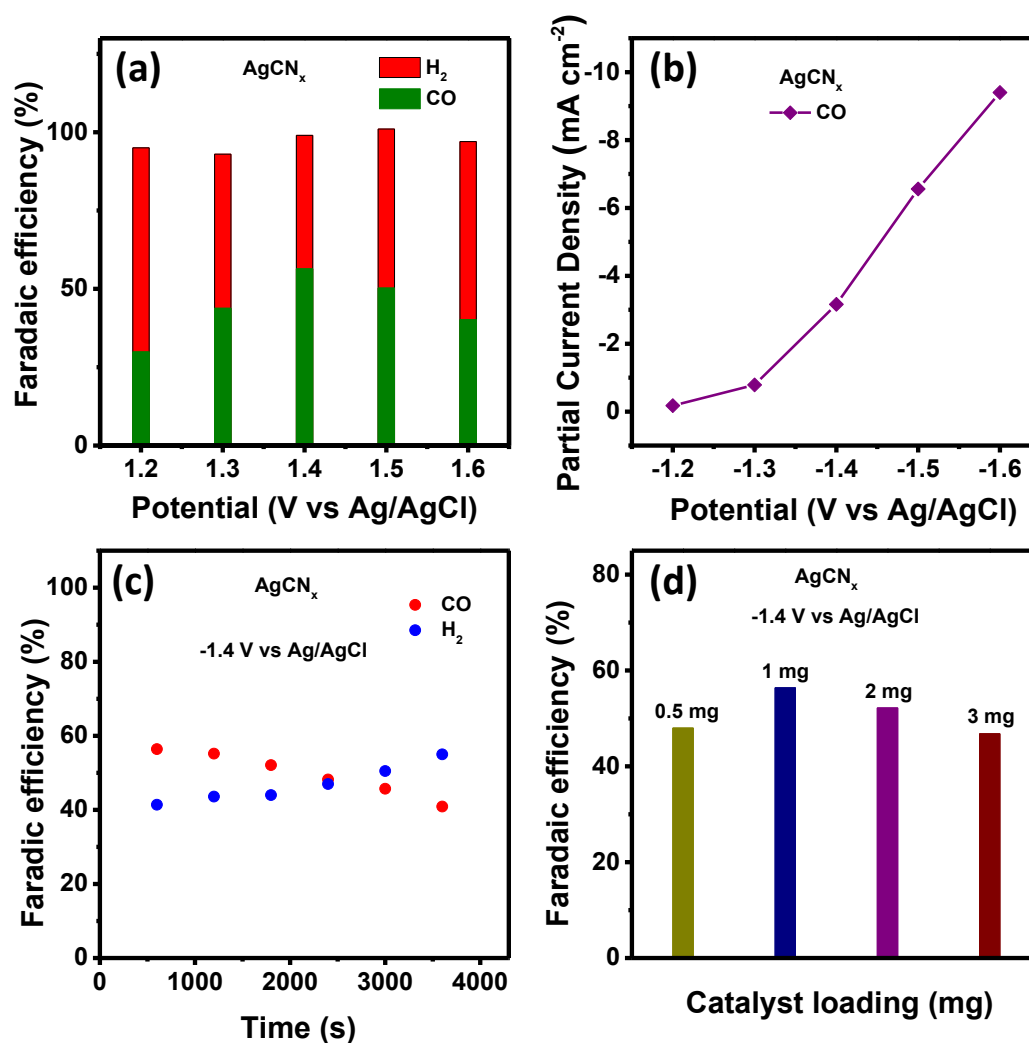 (a)
AgCNx
H2
CO
Faradaic efficiency (%)
100
50
0
1.2 1.3 1.4 1.5 1.6
Potential (V vs Ag/AgCl)
(b)
AgCNx
CO
Partial Current Density (mA cm-2)
-10
-8
-6
-4
-2
0
-1.2 -1.3 -1.4 -1.5 -1.6
Potential (V vs Ag/AgCl)
(c)
AgCNx
CO
H2
-1.4 V vs Ag/AgCl
Faradic efficiency (%)
100
80
60
40
20
0
0 1000 2000 3000 4000
Time (s)
(d)
AgCNx
-1.4 V vs Ag/AgCl
Faradaic efficiency (%)
80
60
40
20
0
0.5 mg
1 mg
2 mg
3 mg
Catalyst loading (mg)